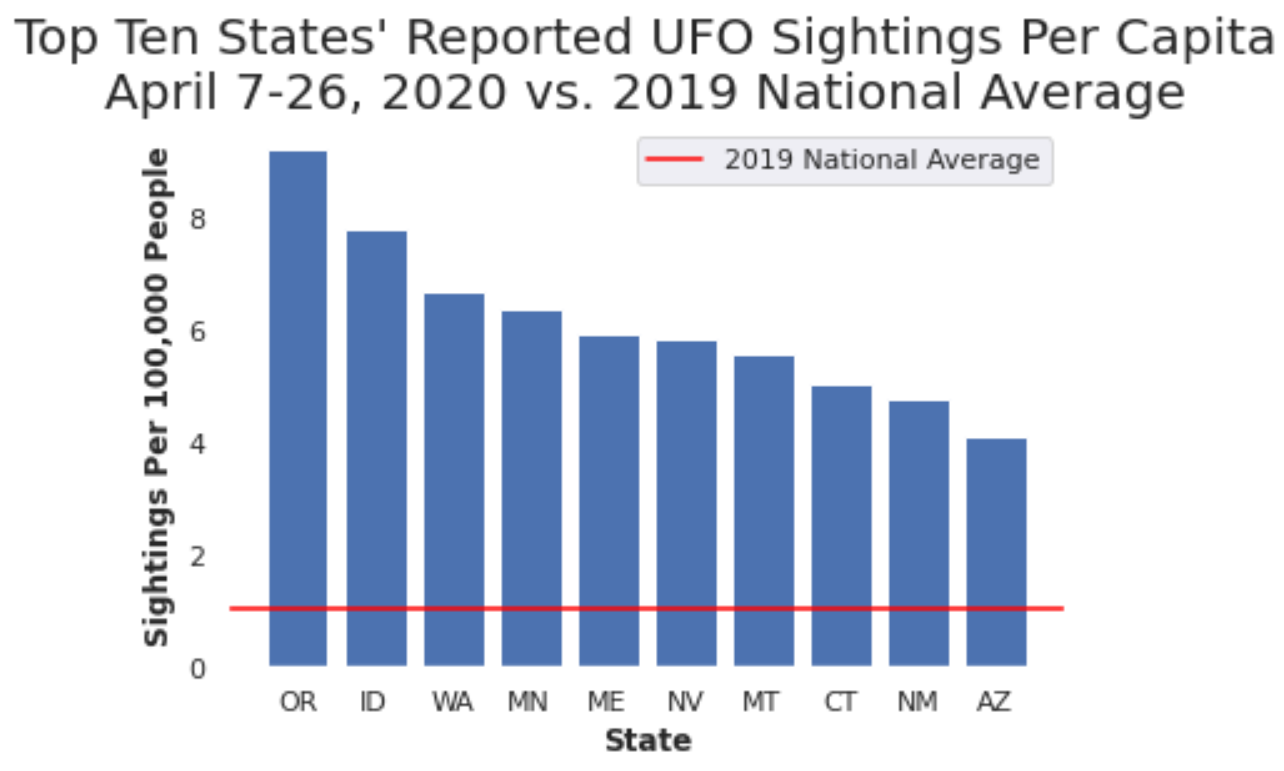 Top Ten States' Reported UFO Sightings Per Capita
April 7-26, 2020 vs. 2019 National Average
2019 National Average
Sightings Per 100,000 People
8
6
4
2
0
OR ID WA MN ME NV MT CT NM AZ
State